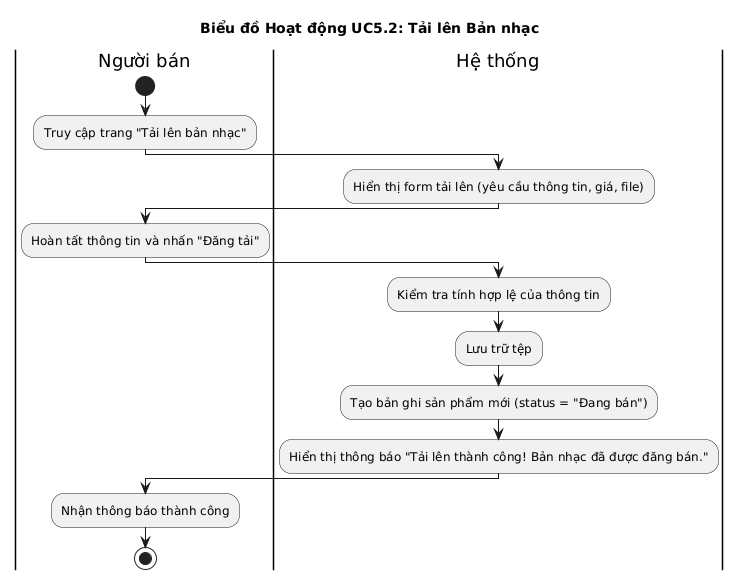 Biểu đồ Hoạt động UC5.2: Tải lên Bản nhạc
Người bán
Hệ thống
Truy cập trang "Tải lên bản nhạc"
Hiển thị form tải lên (yêu cầu thông tin, giá, file)
Hoàn tất thông tin và nhấn "Đăng tải"
Kiểm tra tính hợp lệ của thông tin
Lưu trữ tệp
Tạo bản ghi sản phẩm mới (status = "Đang bán")
Hiển thị thông báo "Tải lên thành công! Bản nhạc đã được đăng bán."
Nhận thông báo thành công